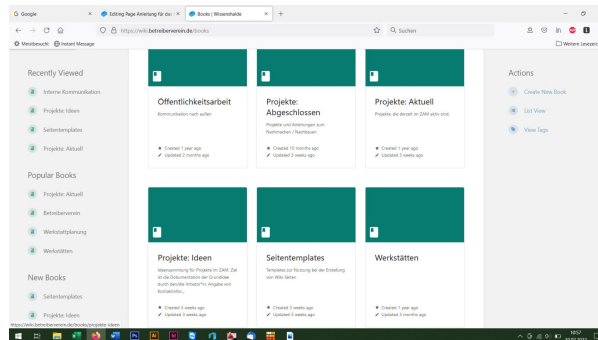 Google
Editing Page Anleitung für das
Books | Wissenshalde
https://wiki.betreiberverein.de/books
Suchen
Meistbesucht
Instant Message
Weitere Lesezeic
Recently Viewed
Interne Kommunikation
Projekte: Ideen
Seitentemplates
Projekte: Aktuell
Popular Books
Projekte: Aktuell
Betreiberverein
Werkstattplanung
Werkstätten
New Books
Seitentemplates
Projekte: Ideen
https://wiki.betreiberverein.de/books/projekte-ideen
Öffentlichkeitsarbeit
Kommunikation nach außen
Created 1 year ago
Updated 2 months ago
Projekte:
Abgeschlossen
Projekte und Anleitungen zum
Nachmachen / Nachbauen
Created 10 months ago
Updated 3 weeks ago
Projekte: Aktuell
Projekte, die derzeit im ZAM aktiv sind.
Created 1 year ago
Updated 3 weeks ago
Projekte: Ideen
Ideensammlung für Projekte im ZAM. Ziel
ist die Dokumentation der Grundidee
durch den/die Initiator*in, Angabe von
Kontaktinfo...
Created 3 weeks ago
Updated 3 weeks ago
Seitentemplates
Templates zur Nutzung bei der Erstellung
von Wiki-Seiten
Created 3 weeks ago
Updated 3 weeks ago
Werkstätten
Created 1 year ago
Updated 3 weeks ago
Actions
Create New Book
List View
View Tags
10:57